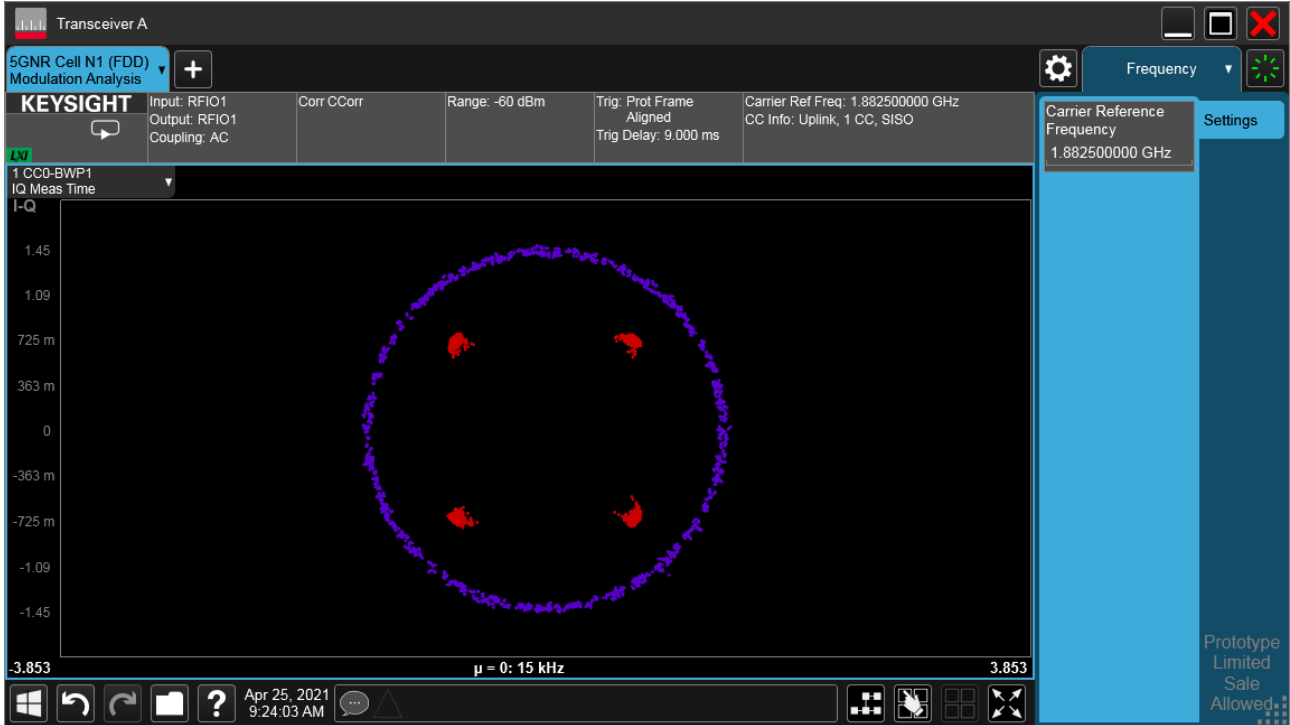 Transceiver A
5GNR Cell N1 (FDD)
Modulation Analysis
Frequency
KEYSIGHT
LXI
Input: RFIO1
Output: RFIO1
Coupling: AC
Corr CCorr
Range: -60 dBm
Trig: Prot Frame
Aligned
Trig Delay: 9.000 ms
Carrier Ref Freq: 1.882500000 GHz
CC Info: Uplink, 1 CC, SISO
Carrier Reference
Frequency
1.882500000 GHz
Settings
1 CC0-BWP1
IQ Meas Time
I-Q
1.45
1.09
725 m
363 m
0
-363 m
-725 m
-1.09
-1.45
-3.853
µ = 0: 15 kHz
3.853
Prototype
Limited
Sale
Allowed
?
Apr 25, 2021
9:24:03 AM